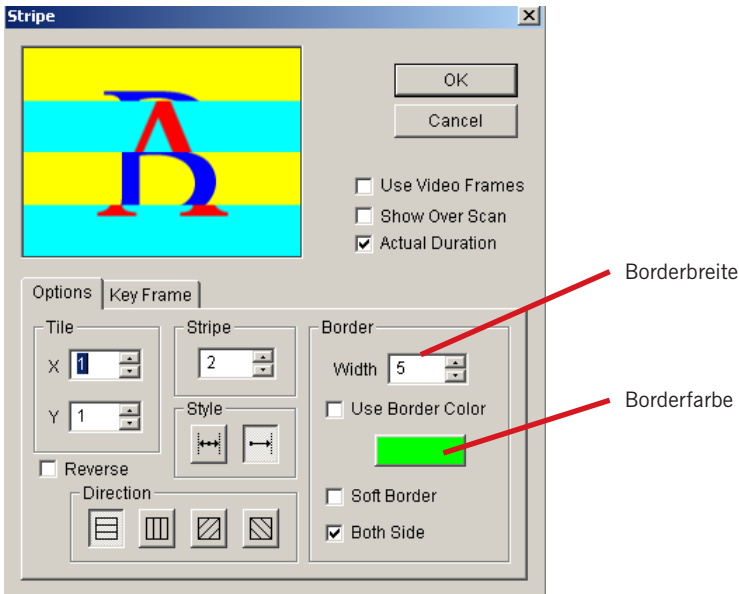 Stripe
OK
Cancel
Use Video Frames
Show Over Scan
Actual Duration
Options
Key Frame
Tile
X 1
Y 1
Reverse
Stripe
2
Style
Direction
Border
Width 5
Use Border Color
Soft Border
Both Side
Borderbreite
Borderfarbe